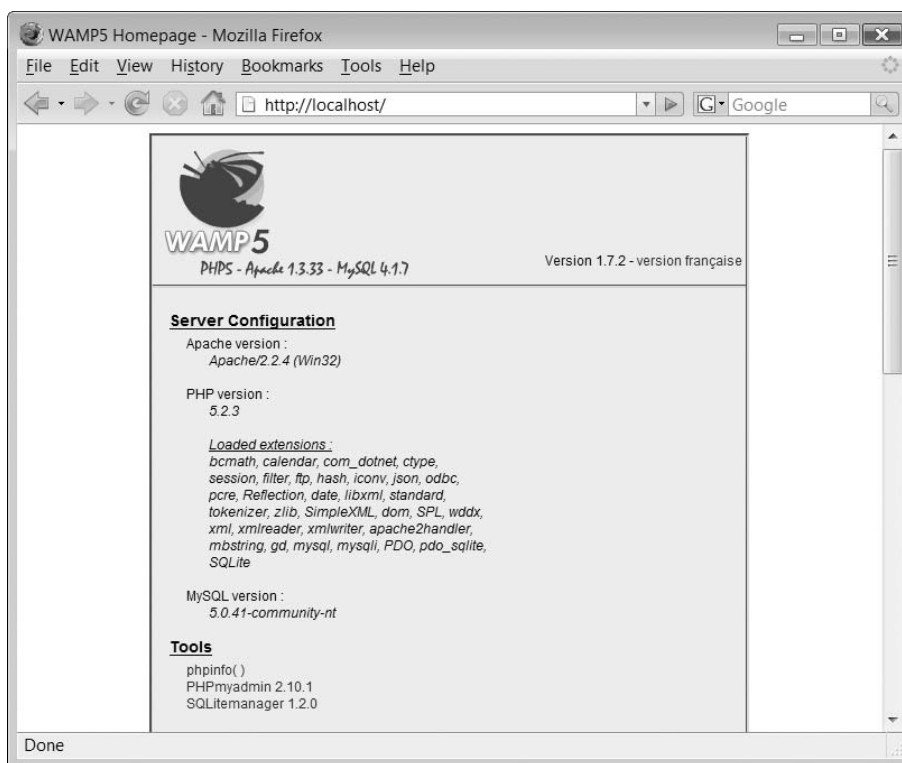 WAMP5 Homepage - Mozilla Firefox
File Edit View History Bookmarks Tools Help
http://localhost/
G Google
WAMP5
PHP5 - Apache 1.3.33 - MySQL 4.1.7
Version 1.7.2 - version française
Server Configuration
Apache version :
Apache/2.2.4 (Win32)
PHP version :
5.2.3
Loaded extensions :
bcmath, calendar, com_dotnet, ctype,
session, filter, ftp, hash, iconv, json, odbc,
pcre, Reflection, date, libxml, standard,
tokenizer, zlib, SimpleXML, dom, SPL, wddx,
xml, xmlreader, xmlwriter, apache2handler,
mbstring, gd, mysql, mysqli, PDO, pdo_sqlite,
SQLite
MySQL version :
5.0.41-community-nt
Tools
phpinfo( )
PHPmyadmin 2.10.1
SQLitemanager 1.2.0
Done